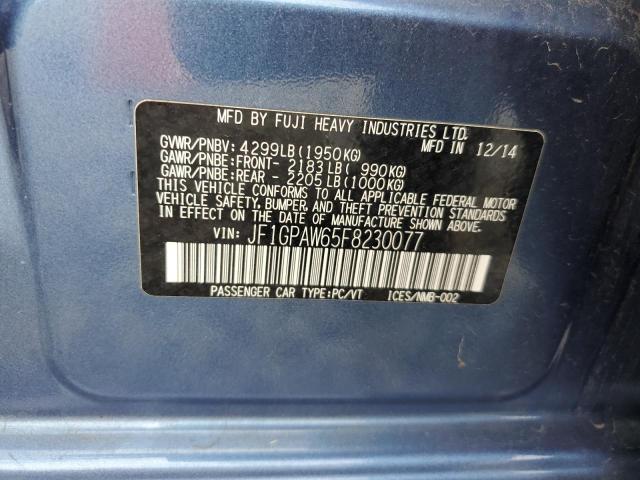 MFD BY FUJI HEAVY INDUSTRIES LTD.
GVWR/PNBV: 4299LB(1950KG) MFD IN 12/14
GAWR/PNBE:FRONT- 2183LB( 990KG)
GAWR/PNBE:REAR - 2205LB(1000KG)
THIS VEHICLE CONFORMS TO ALL APPLICABLE FEDERAL MOTOR
VEHICLE SAFETY, BUMPER, AND THEFT PREVENTION STANDARDS
IN EFFECT ON THE DATE OF MANUFACTURE SHOWN ABOVE.
VIN: JF1GPAW65F8230077
PASSENGER CAR TYPE:PC/VT ICES/NMB-002